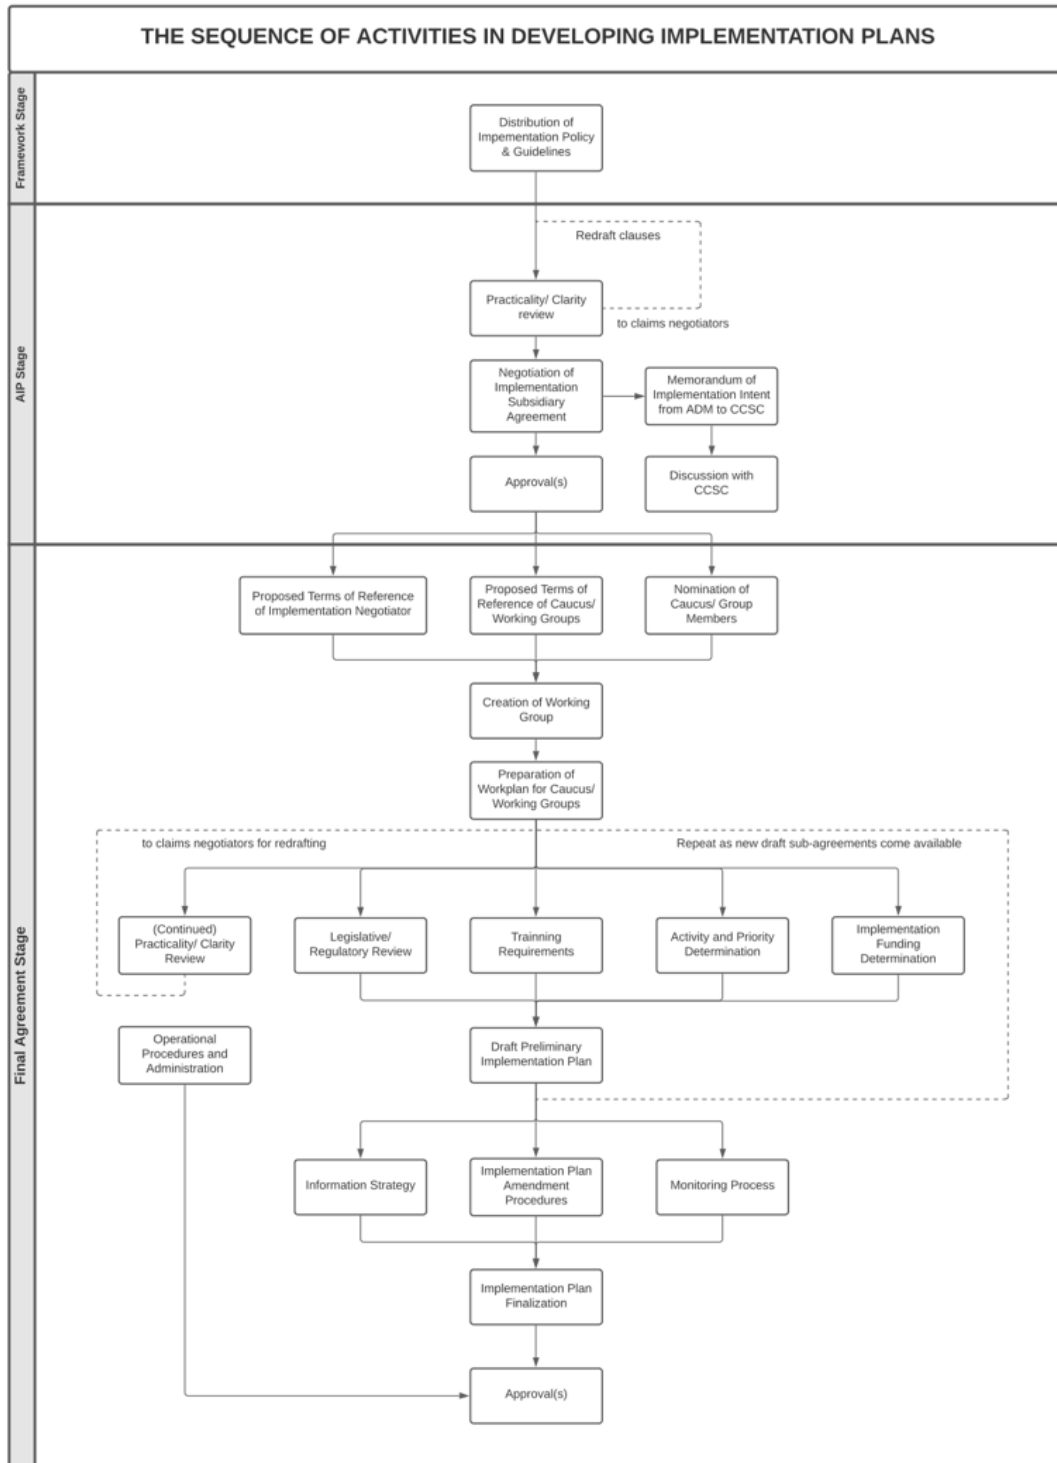 THE SEQUENCE OF ACTIVITIES IN DEVELOPING IMPLEMENTATION PLANS
Framework Stage
Distribution of
Impementation Policy
& Guidelines
AIP Stage
Redraft clauses
Practicality/ Clarity
review
to claims negotiators
Negotiation of
Implementation
Subsidiary
Agreement
Memorandum of
Implementation Intent
from ADM to CCSC
Approval(s)
Discussion with
CCSC
Final Agreement Stage
Proposed Terms of Reference
of Implementation Negotiator
Proposed Terms of
Reference of Caucus/
Working Groups
Nomination of
Caucus/ Group
Members
Creation of Working
Group
Preparation of
Workplan for Caucus/
Working Groups
to claims negotiators for redrafting
Repeat as new draft sub-agreements come available
(Continued)
Practicality/ Clarity
Review
Legislative/
Regulatory Review
Trainning
Requirements
Activity and Priority
Determination
Implementation
Funding
Determination
Operational
Procedures and
Administration
Draft Preliminary
Implementation Plan
Information Strategy
Implementation Plan
Amendment
Procedures
Monitoring Process
Implementation Plan
Finalization
Approval(s)